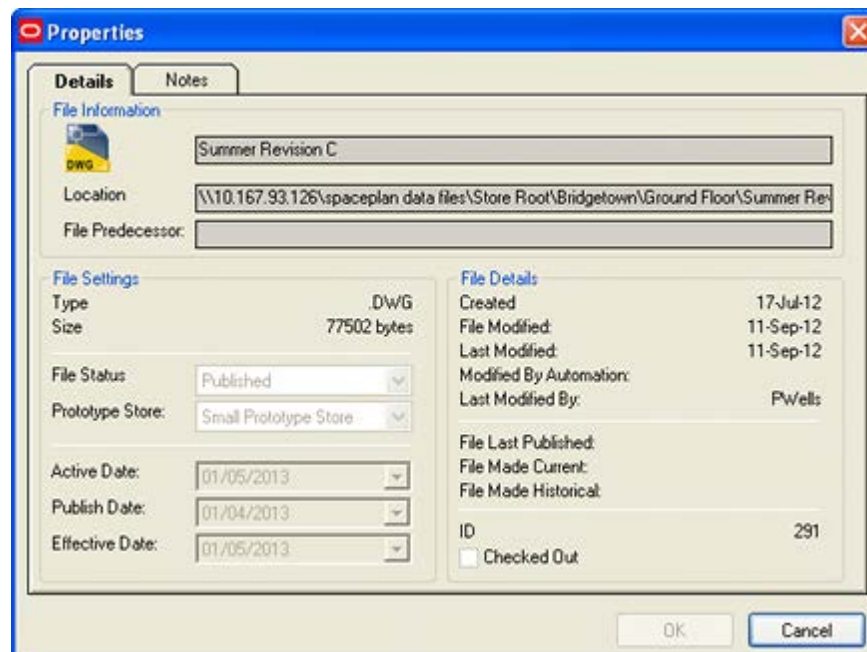 Properties
Details
Notes
File Information
DWG
Summer Revision C
Location
\\10.167.93.126\spaceplan data files\Store Root\Bridgetown\Ground Floor\Summer Re
File Predecessor:
File Settings
Type .DWG
Size 77502 bytes
File Status Published
Prototype Store: Small Prototype Store
Active Date: 01/05/2013
Publish Date: 01/04/2013
Effective Date: 01/05/2013
File Details
Created 17-Jul-12
File Modified: 11-Sep-12
Last Modified: 11-Sep-12
Modified By Automation:
Last Modified By: PWells
File Last Published:
File Made Current:
File Made Historical:
ID 291
Checked Out
OK
Cancel